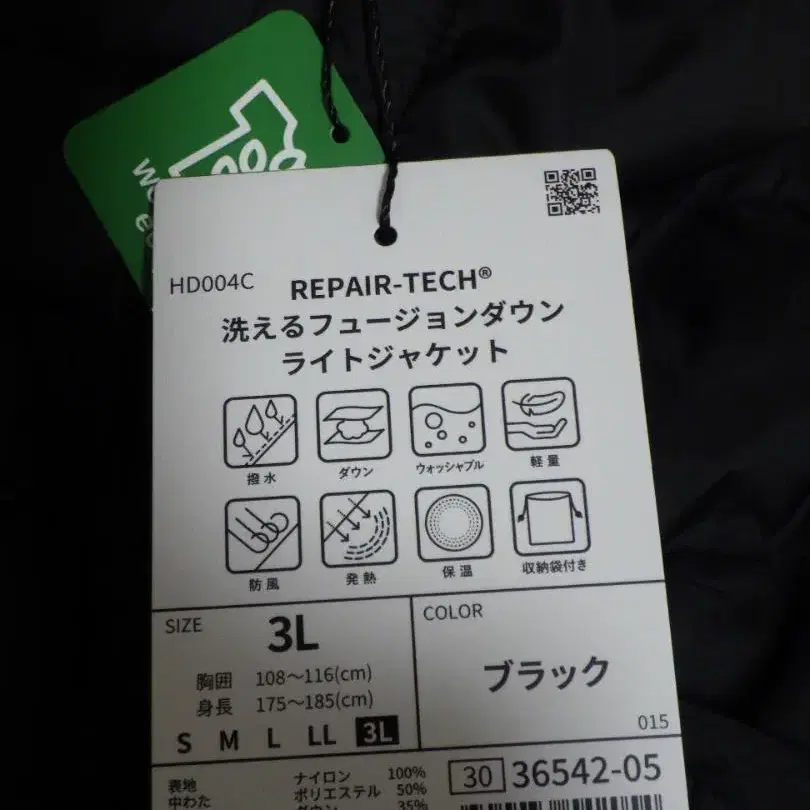 HD004C
REPAIR-TECH®
洗えるフュージョンダウン
ライトジャケット
撥水 ダウン ウォッシャブル 軽量
防風 発熱 保温 収納袋付き
SIZE
3L
胸囲 108～116(cm)
身長 175～185(cm)
S M L LL 3L
COLOR
ブラック
015
表地 ナイロン 100%
中わた ポリエステル 50%
ダウン 35%
30 36542-05